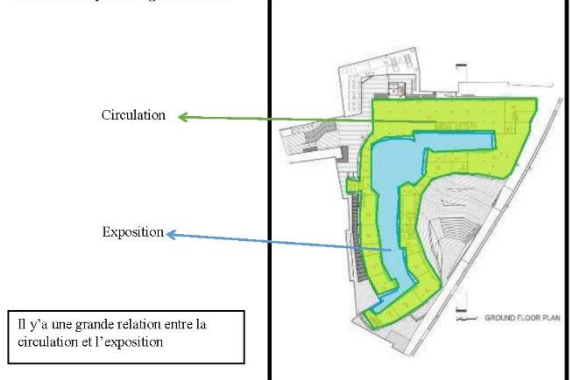 Circulation
Exposition
Il y'a une grande relation entre la
circulation et l'exposition
GROUND FLOOR PLAN